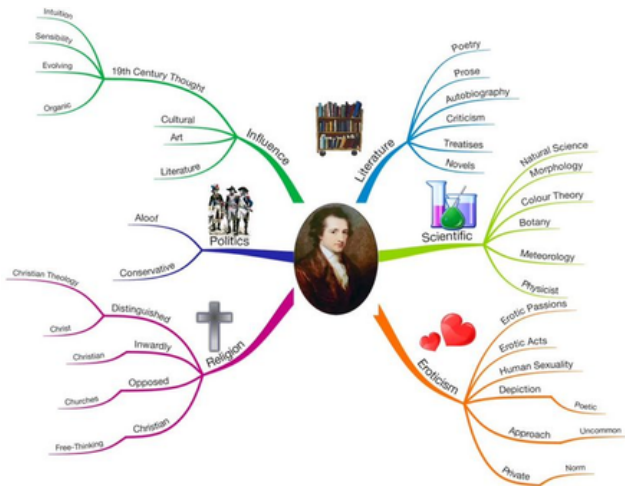 Intuition
Sensibility
Evolving
Organic
19th Century Thought
Cultural
Art
Literature
Influence
Politics
Aloof
Conservative
Religion
Distinguished
Christian Theology
Christ
Inwardly
Christian
Opposed
Churches
Christian
Free-Thinking
Literature
Poetry
Prose
Autobiography
Criticism
Treatises
Novels
Scientific
Natural Science
Morphology
Colour Theory
Botany
Meteorology
Physicist
Eroticism
Erotic Passions
Erotic Acts
Human Sexuality
Depiction
Poetic
Approach
Uncommon
Private
Norm